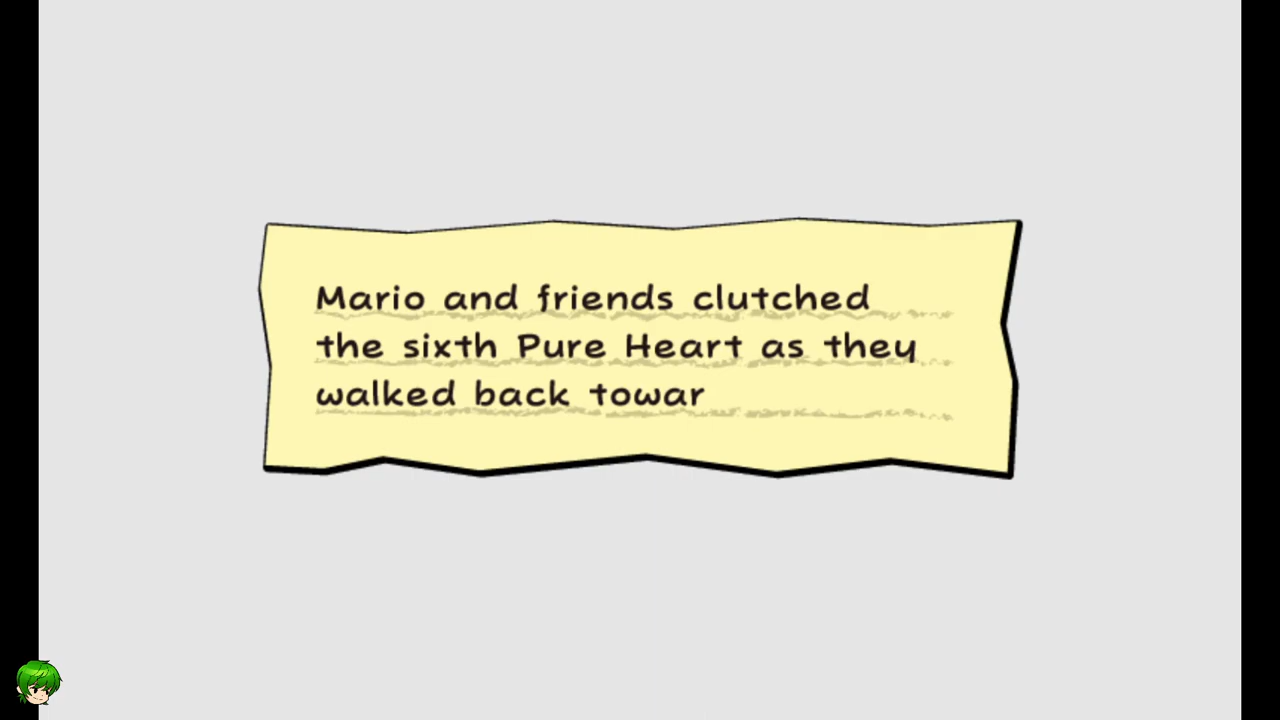 Mario and friends clutched
the sixth Pure Heart as they
walked back towar